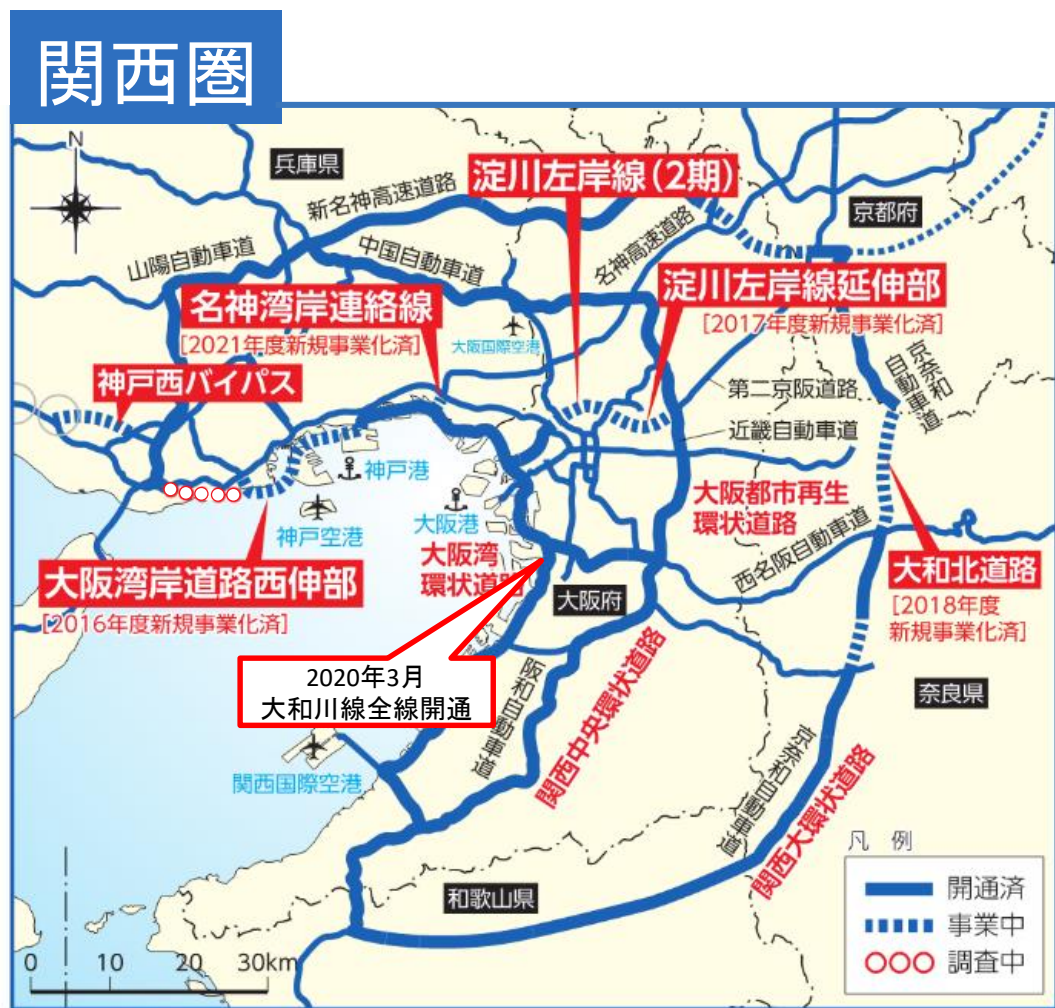 関西圏
N
兵庫県
新名神高速道路
淀川左岸線(2期)
京都府
山陽自動車道
中国自動車道
名神高速道路
名神湾岸連絡線
[2021年度新規事業化済]
大阪国際空港
淀川左岸線延伸部
[2017年度新規事業化済]
神戸西バイパス
京奈和
自動車道
第二京阪道路
近畿自動車道
神戸港
神戸空港
大阪港
大阪都市再生
環状道路
大阪湾
環状道路
西名阪自動車道
大阪湾岸道路西伸部
[2016年度新規事業化済]
大阪府
大和北道路
[2018年度
新規事業化済]
2020年3月
大和川線全線開通
阪和自動車道
関西中央環状道路
奈良県
関西国際空港
京奈和自動車道
関西大環状道路
和歌山県
凡例
開通済
事業中
調査中
0 10 20 30km